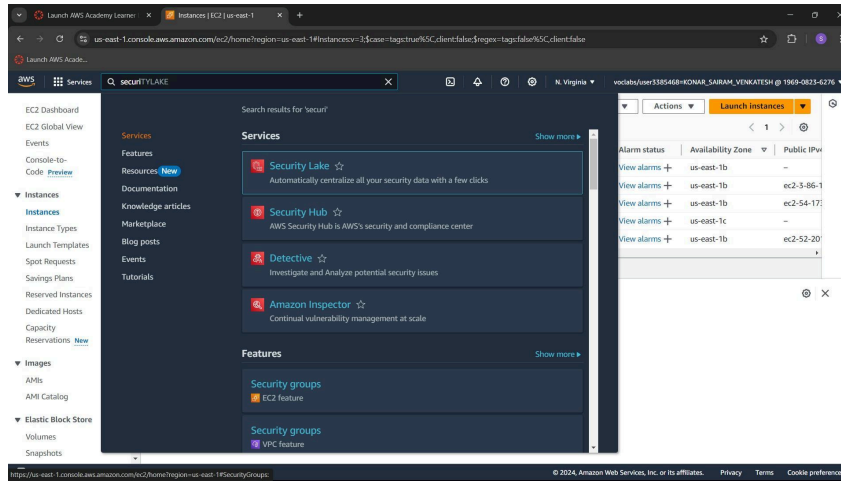 Launch AWS Academy Learner
Instances | EC2 | us-east-1
us-east-1.console.aws.amazon.com/ec2/home?region=us-east-1#Instances:v=3;$case=tags:true%5C,client:false;$regex=tags:false%5C,client:false
Launch AWS Acade...
aws
Services
securiTYLAKE
N. Virginia
voclabs/user3385468=KONAR_SAIRAM_VENKATESH @ 1969-0823-6276
EC2 Dashboard
EC2 Global View
Events
Console-to-
Code Preview
Instances
Instances
Instance Types
Launch Templates
Spot Requests
Savings Plans
Reserved Instances
Dedicated Hosts
Capacity
Reservations New
Images
AMIs
AMI Catalog
Elastic Block Store
Volumes
Snapshots
Services
Features
Resources New
Documentation
Knowledge articles
Marketplace
Blog posts
Events
Tutorials
Search results for 'securi'
Services
Show more
Security Lake
Automatically centralize all your security data with a few clicks
Security Hub
AWS Security Hub is AWS's security and compliance center
Detective
Investigate and Analyze potential security issues
Amazon Inspector
Continual vulnerability management at scale
Features
Show more
Security groups
EC2 feature
Security groups
VPC feature
Actions
Launch instances
1
Alarm status Availability Zone Public IPv
View alarms + us-east-1b –
View alarms + us-east-1b ec2-3-86-1
View alarms + us-east-1b ec2-54-17
View alarms + us-east-1c –
View alarms + us-east-1b ec2-52-20
https://us-east-1.console.aws.amazon.com/ec2/home?region=us-east-1#SecurityGroups:
© 2024, Amazon Web Services, Inc. or its affiliates. Privacy Terms Cookie preference